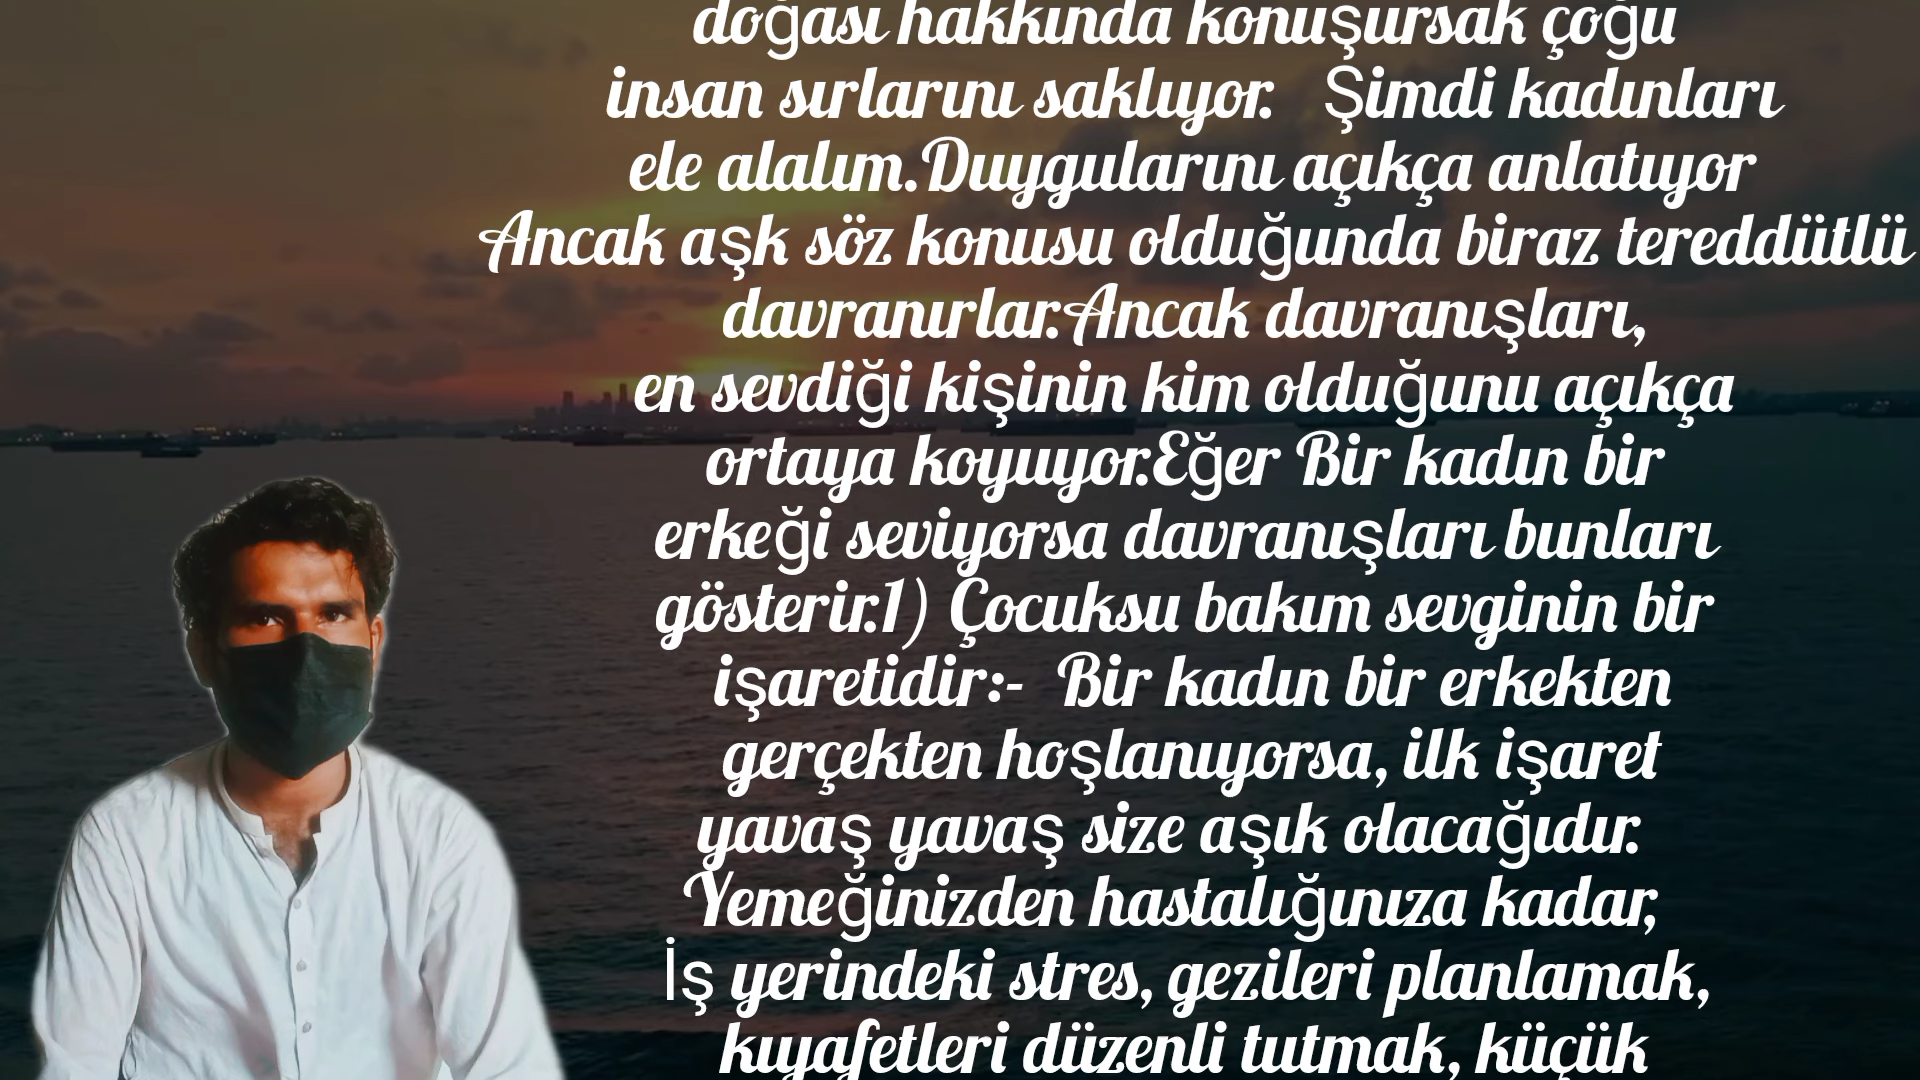 doğası hakkında konuşursak çoğu
insan sırlarını saklıyor.   Şimdi kadınları
ele alalım.Duygularını açıkça anlatıyor
Ancak aşk söz konusu olduğunda biraz tereddütlü
davranırlar.Ancak davranışları,
en sevdiği kişinin kim olduğunu açıkça
ortaya koyuyor.Eğer Bir kadın bir
erkeği seviyorsa davranışları bunları
gösterir.1) Çocuksu bakım sevginin bir
işaretidir:-  Bir kadın bir erkekten
gerçekten hoşlanıyorsa, ilk işaret
yavaş yavaş size aşık olacağıdır.
Yemeğinizden hastalığınıza kadar,
İş yerindeki stres, gezileri planlamak,
kıyafetleri düzenli tutmak, küçük